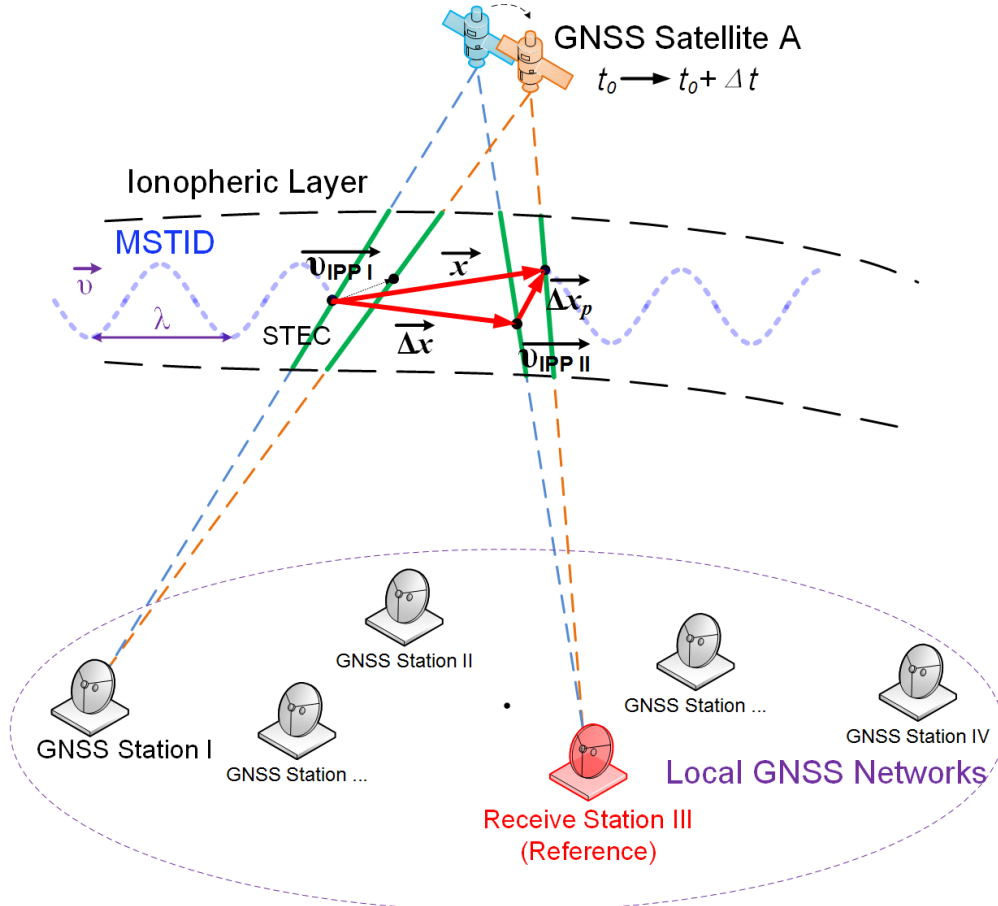 GNSS Satellite A
t₀ → t₀ + Δt
Ionopheric Layer
MSTID
υ
υIPP I
x
λ
STEC
Δx
Δxp
υIPP II
GNSS Station II
GNSS Station ...
GNSS Station I
GNSS Station ...
GNSS Station IV
Local GNSS Networks
Receive Station III
(Reference)